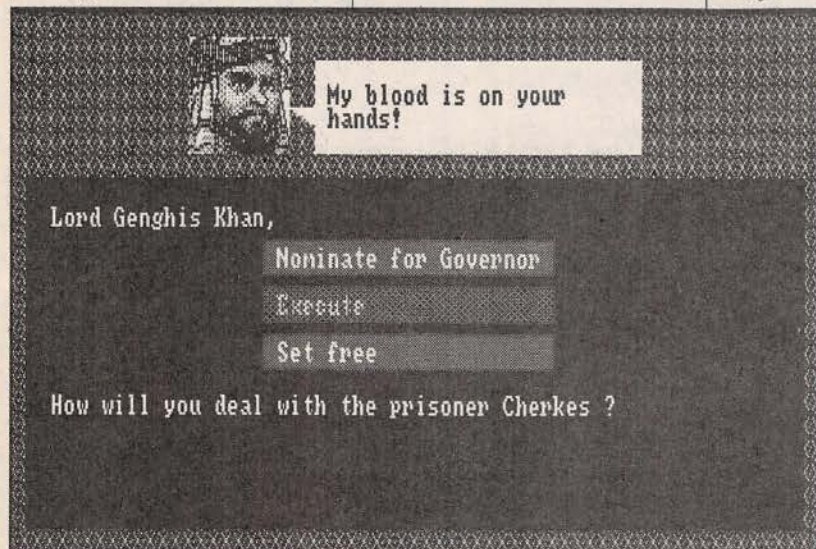 My blood is on your
hands!
Lord Genghis Khan,
Nominate for Governor
Execute
Set free
How will you deal with the prisoner Cherkes ?